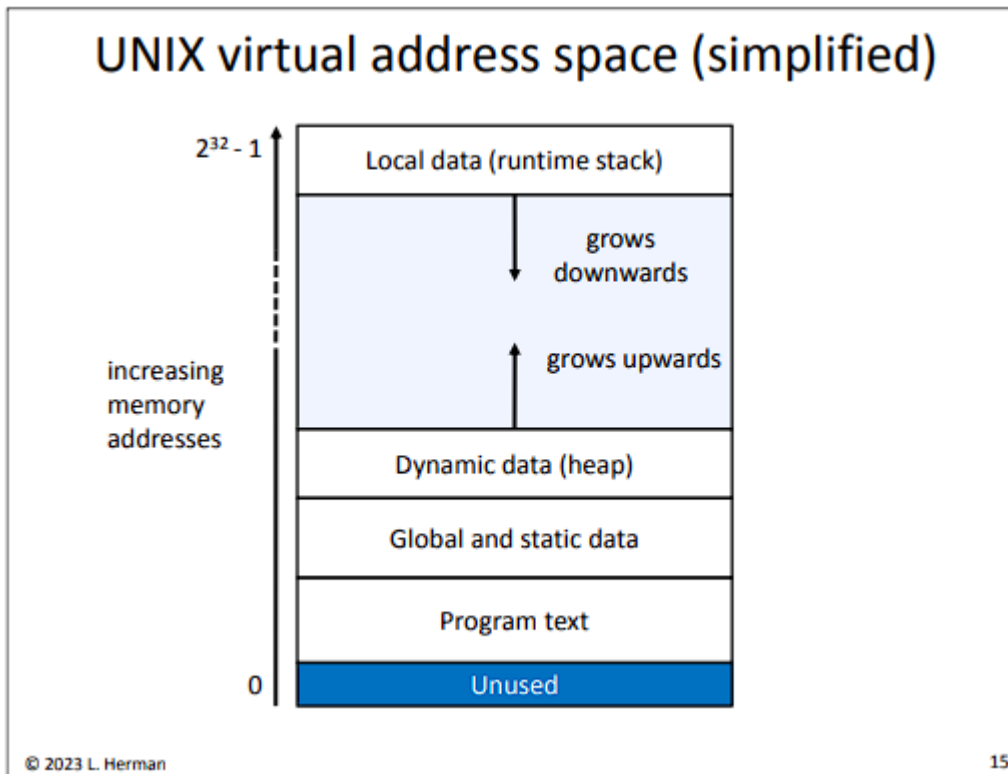 UNIX virtual address space (simplified)
2³² - 1
Local data (runtime stack)
grows
downwards
grows upwards
increasing
memory
addresses
Dynamic data (heap)
Global and static data
Program text
0
Unused
© 2023 L. Herman
15